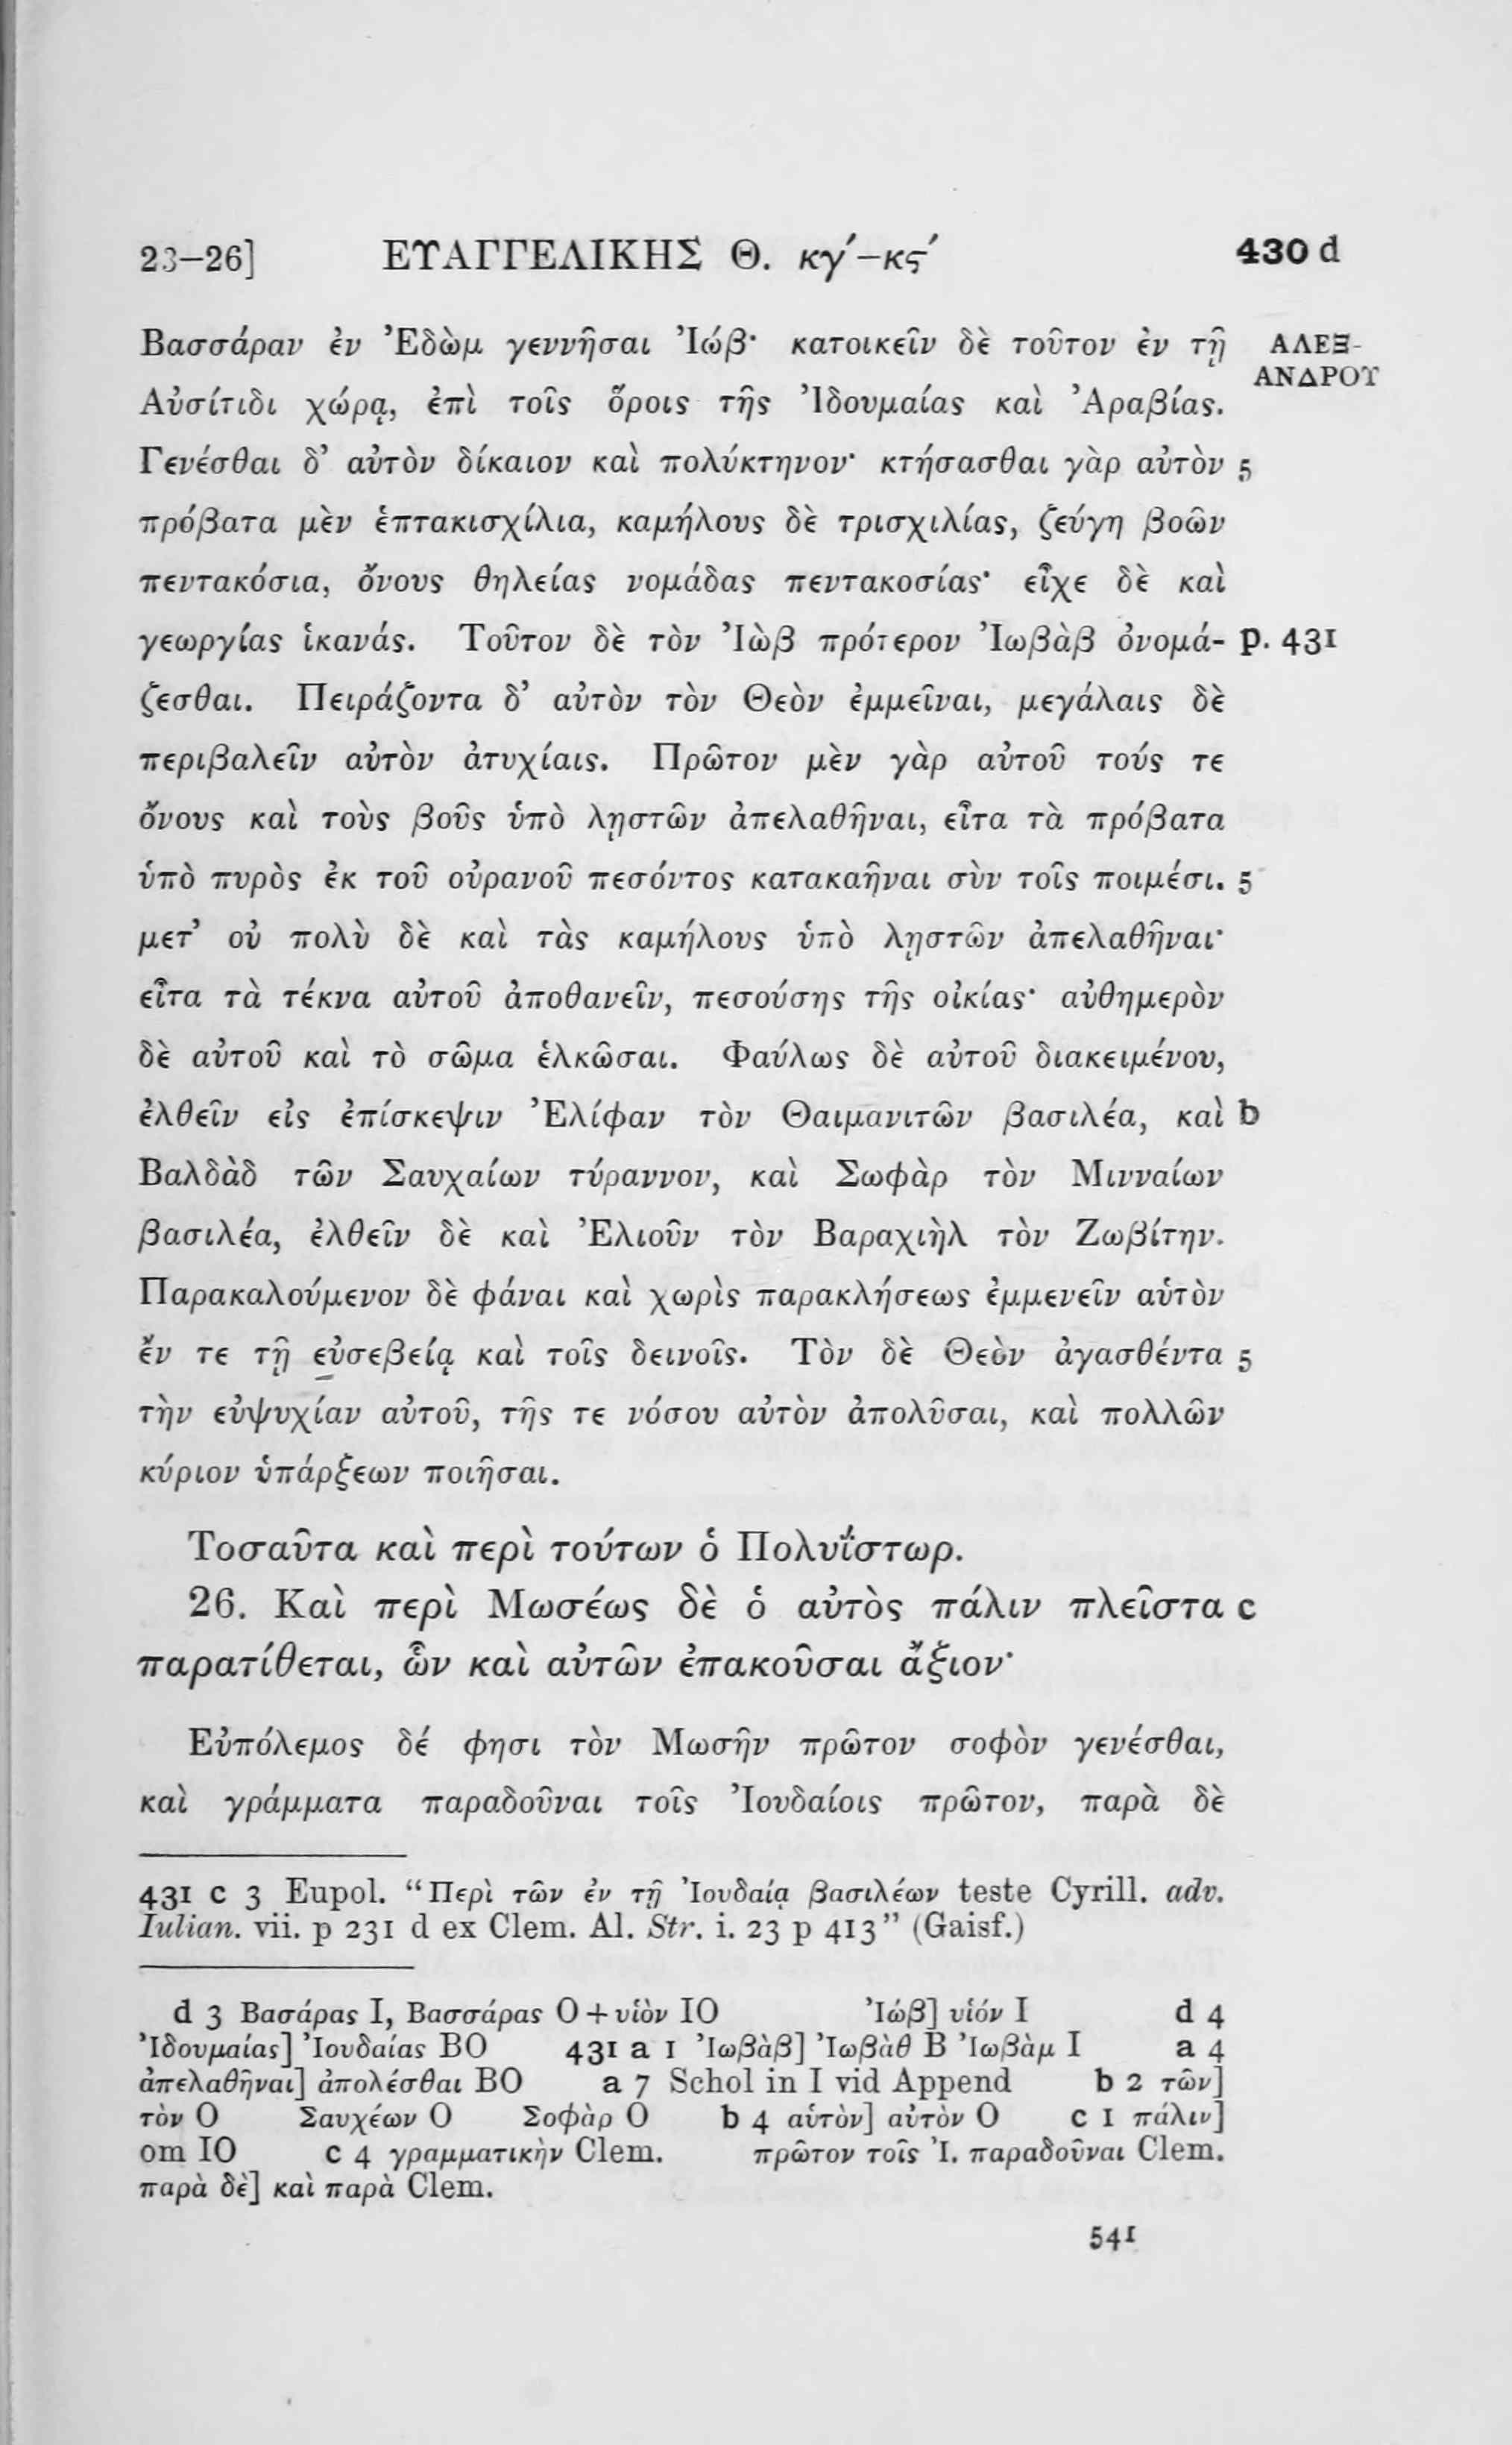 23–26] ΕΥΑΓΓΕΛΙΚΗΣ Θ. κγ´–κϛ´ 430 d
Βασσάραν ἐν Ἐδὼμ γεννῆσαι Ἰώβ· κατοικεῖν δὲ τοῦτον ἐν τῇ ΑΛΕΞ-
ΑΝΔΡΟΥ
Αὐσίτιδι χώρᾳ, ἐπὶ τοῖς ὅροις τῆς Ἰδουμαίας καὶ Ἀραβίας.
Γενέσθαι δ’ αὐτὸν δίκαιον καὶ πολύκτηνον· κτήσασθαι γὰρ αὐτὸν 5
πρόβατα μὲν ἑπτακισχίλια, καμήλους δὲ τρισχιλίας, ζεύγη βοῶν
πεντακόσια, ὄνους θηλείας νομάδας πεντακοσίας· εἶχε δὲ καὶ
γεωργίας ἱκανάς. Τοῦτον δὲ τὸν Ἰὼβ πρότερον Ἰωβὰβ ὀνομά- p. 431
ζεσθαι. Πειράζοντα δ’ αὐτὸν τὸν Θεὸν ἐμμεῖναι, μεγάλαις δὲ
περιβαλεῖν αὐτὸν ἀτυχίαις. Πρῶτον μὲν γὰρ αὐτοῦ τούς τε
ὄνους καὶ τοὺς βοῦς ὑπὸ λῃστῶν ἀπελαθῆναι, εἶτα τὰ πρόβατα
ὑπὸ πυρὸς ἐκ τοῦ οὐρανοῦ πεσόντος κατακαῆναι σὺν τοῖς ποιμέσι. 5
μετ’ οὐ πολὺ δὲ καὶ τὰς καμήλους ὑπὸ λῃστῶν ἀπελαθῆναι·
εἶτα τὰ τέκνα αὐτοῦ ἀποθανεῖν, πεσούσης τῆς οἰκίας· αὐθημερὸν
δὲ αὐτοῦ καὶ τὸ σῶμα ἑλκῶσαι. Φαύλως δὲ αὐτοῦ διακειμένου,
ἐλθεῖν εἰς ἐπίσκεψιν Ἐλίφαν τὸν Θαιμανιτῶν βασιλέα, καὶ b
Βαλδὰδ τῶν Σαυχαίων τύραννον, καὶ Σωφὰρ τὸν Μινναίων
βασιλέα, ἐλθεῖν δὲ καὶ Ἐλιοῦν τὸν Βαραχιὴλ τὸν Ζωβίτην.
Παρακαλούμενον δὲ φάναι καὶ χωρὶς παρακλήσεως ἐμμενεῖν αὑτὸν
ἔν τε τῇ εὐσεβείᾳ καὶ τοῖς δεινοῖς. Τὸν δὲ Θεὸν ἀγασθέντα 5
τὴν εὐψυχίαν αὐτοῦ, τῆς τε νόσου αὐτὸν ἀπολῦσαι, καὶ πολλῶν
κύριον ὑπάρξεων ποιῆσαι.
Τοσαῦτα καὶ περὶ τούτων ὁ Πολυΐστωρ.
26. Καὶ περὶ Μωσέως δὲ ὁ αὐτὸς πάλιν πλεῖστα c
παρατίθεται, ὧν καὶ αὐτῶν ἐπακοῦσαι ἄξιον·
Εὐπόλεμος δέ φησι τὸν Μωσῆν πρῶτον σοφὸν γενέσθαι,
καὶ γράμματα παραδοῦναι τοῖς Ἰουδαίοις πρῶτον, παρὰ δὲ
431 c 3 Eupol. “Περὶ τῶν ἐν τῇ Ἰουδαίᾳ βασιλέων teste Cyrill. adv.
Iulian. vii. p 231 d ex Clem. Al. Str. i. 23 p 413” (Gaisf.)
d 3 Βασάρας I, Βασσάρας O + υἱὸν IO Ἰώβ] υἱόν I d 4
Ἰδουμαίας] Ἰουδαίας BO 431 a 1 Ἰωβὰβ] Ἰωβὰθ B Ἰωβὰμ I a 4
ἀπελαθῆναι] ἀπολέσθαι BO a 7 Schol in I vid Append b 2 τῶν]
τὸν O Σαυχέων O Σοφὰρ O b 4 αὑτὸν] αὐτὸν O c 1 πάλιν]
om IO c 4 γραμματικὴν Clem. πρῶτον τοῖς Ἰ. παραδοῦναι Clem.
παρὰ δὲ] καὶ παρὰ Clem.
541